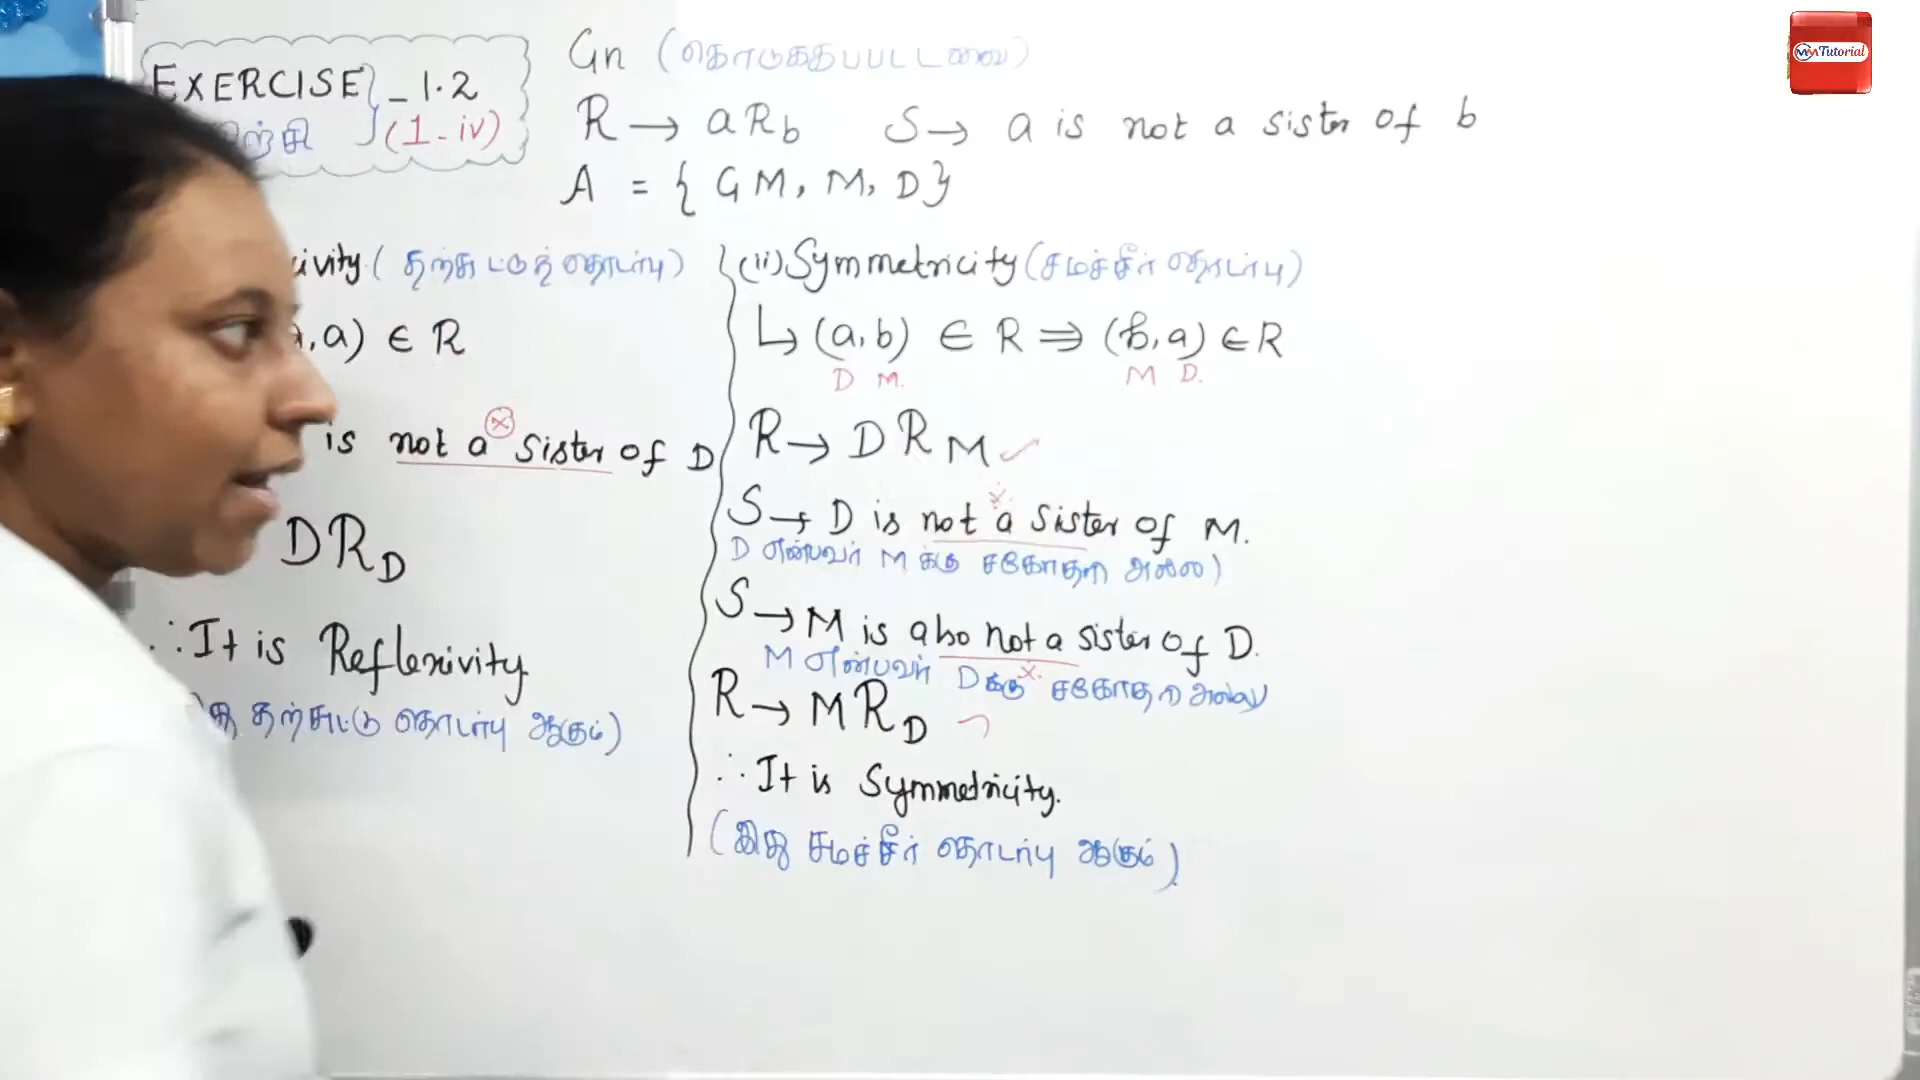 EXERCISE - 1.2
(1-iv)
Gn (கொடுக்கப்பட்டவை)
R → aRb S → a is not a sister of b
A = { GM, M, D}
ivity (தற்சுட்டுத் தொடர்பு)
,a) ∈ R
is not a sister of D
DRD
∴ It is Reflexivity
தற்சுட்டு தொடர்பு ஆகும்)
(ii) Symmetricity (சமச்சீர் தொடர்பு)
↳ (a,b) ∈ R ⇒ (b,a) ∈ R
D M. M D.
R → DRM ✓
S → D is not a sister of M.
D என்பவர் M க்கு சகோதரி அல்ல)
S → M is also not a sister of D.
M என்பவர் D க்கு சகோதரி அல்ல
R → MRD
∴ It is Symmetricity.
(இது சமச்சீர் தொடர்பு ஆகும்)
MM Tutorial